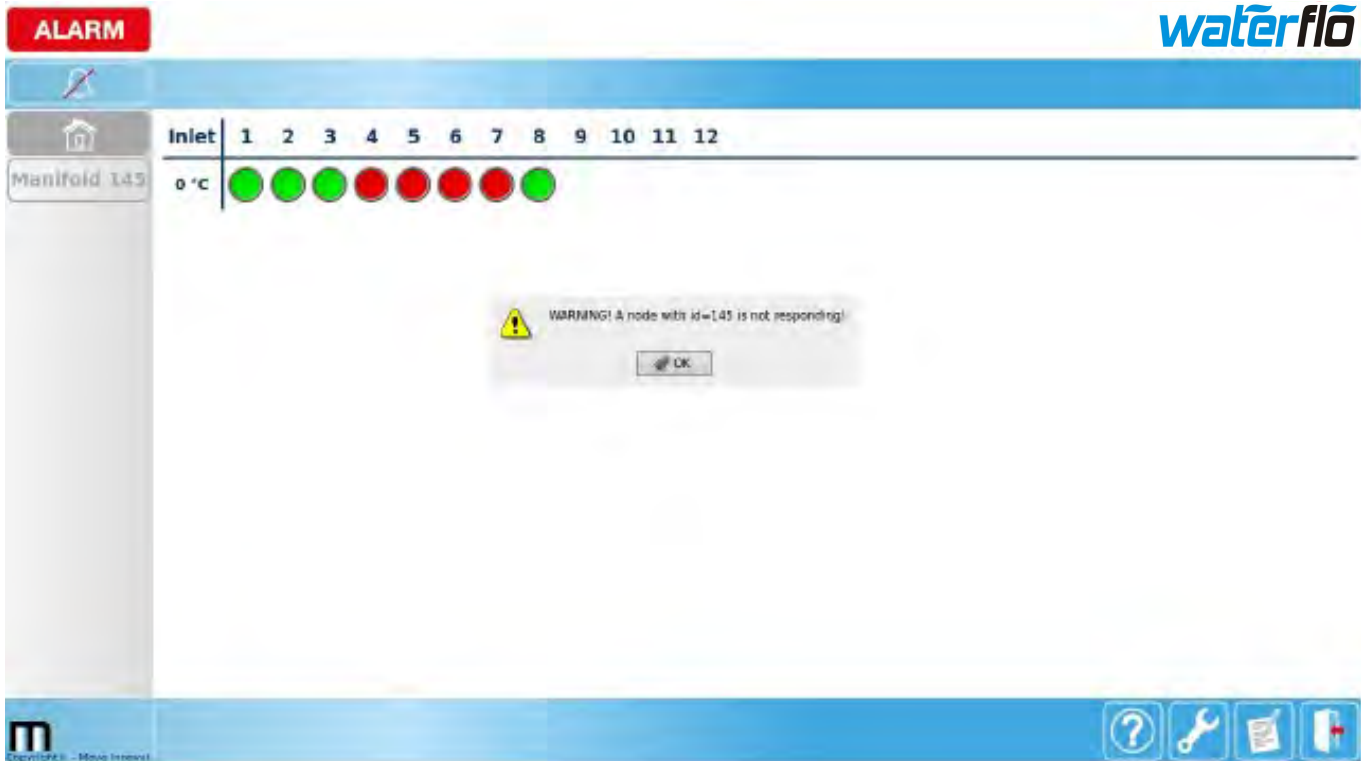 ALARM
waterflo
Inlet 1 2 3 4 5 6 7 8 9 10 11 12
Manifold 145
0 °C
WARNING! A node with id=145 is not responding!
OK
m